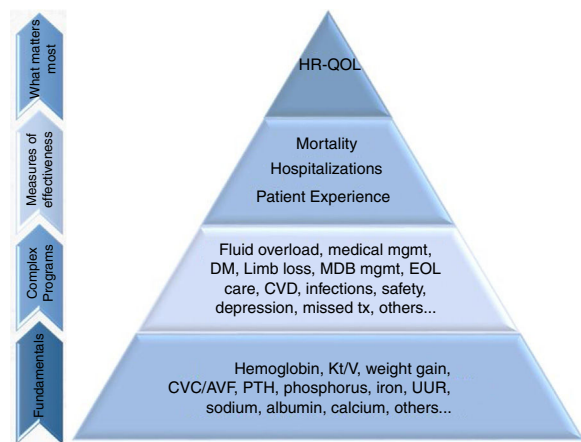 What matters
most
HR-QOL
Measures of
effectiveness
Mortality
Hospitalizations
Patient Experience
Complex
Programs
Fluid overload, medical mgmt,
DM, Limb loss, MDB mgmt, EOL
care, CVD, infections, safety,
depression, missed tx, others...
Fundamentals
Hemoglobin, Kt/V, weight gain,
CVC/AVF, PTH, phosphorus, iron, UUR,
sodium, albumin, calcium, others...